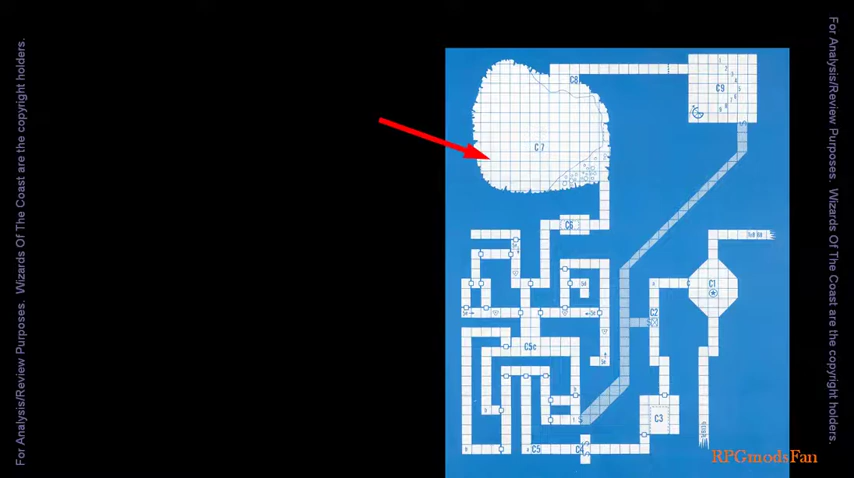 For Analysis/Review Purposes. Wizards Of The Coast are the copyright holders.
C8
C9
C 7
C6
C1
C2
C5c
C3
C5
C4
RPGmodsFan
For Analysis/Review Purposes. Wizards Of The Coast are the copyright holders.